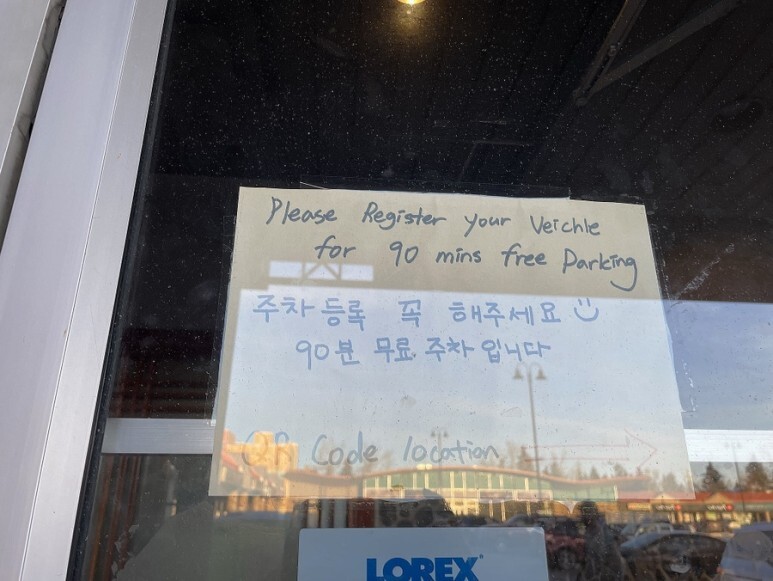 Please Register your Veichle
for 90 mins free Parking
주차등록 꼭 해주세요
90분 무료 주차입니다
QR Code location
LOREX